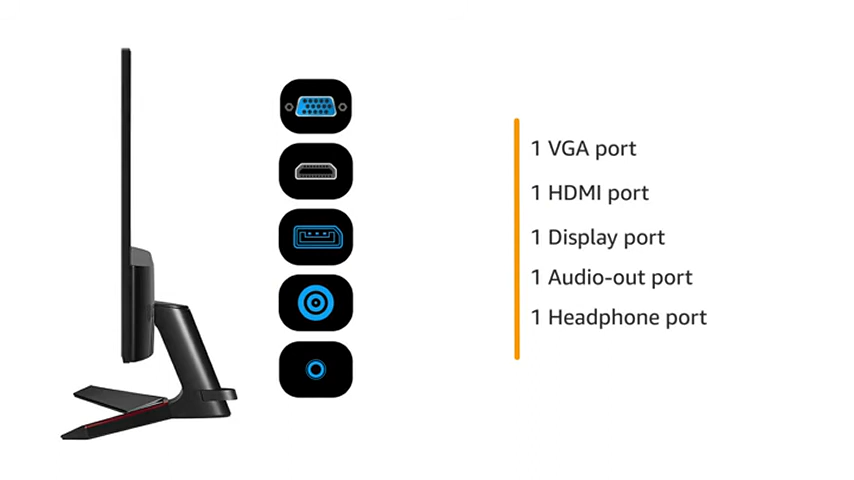 1 VGA port
1 HDMI port
1 Display port
1 Audio-out port
1 Headphone port